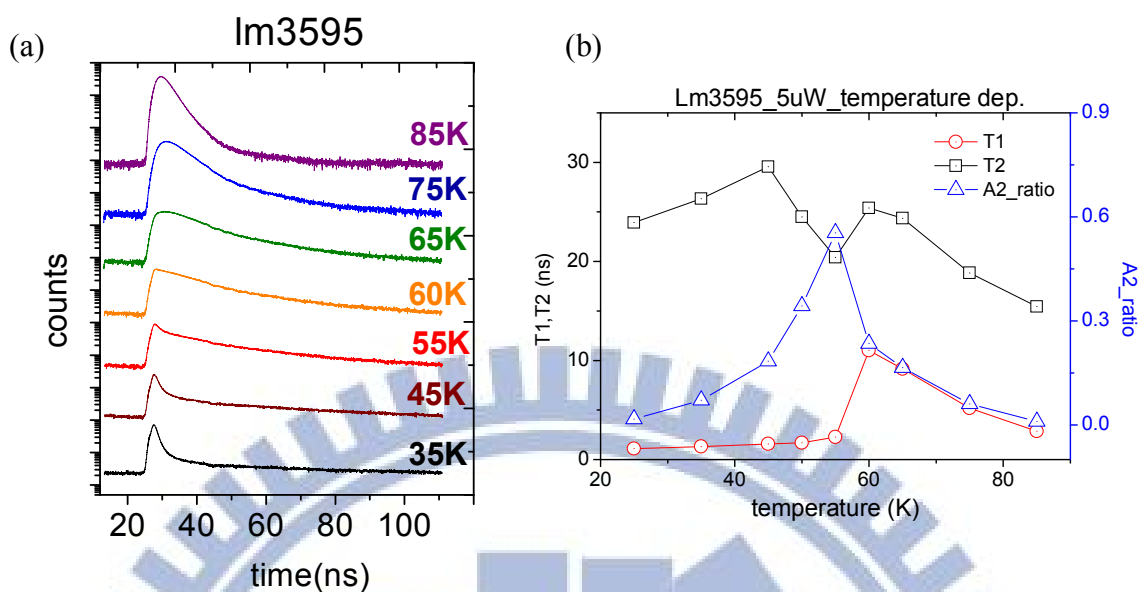 (a)
lm3595
85K
75K
65K
60K
55K
45K
35K
counts
20 40 60 80 100
time(ns)
(b)
Lm3595_5uW_temperature dep.
T1
T2
A2_ratio
30
20
10
0
T1,T2 (ns)
0.9
0.6
0.3
0.0
A2_ratio
20 40 60 80
temperature (K)